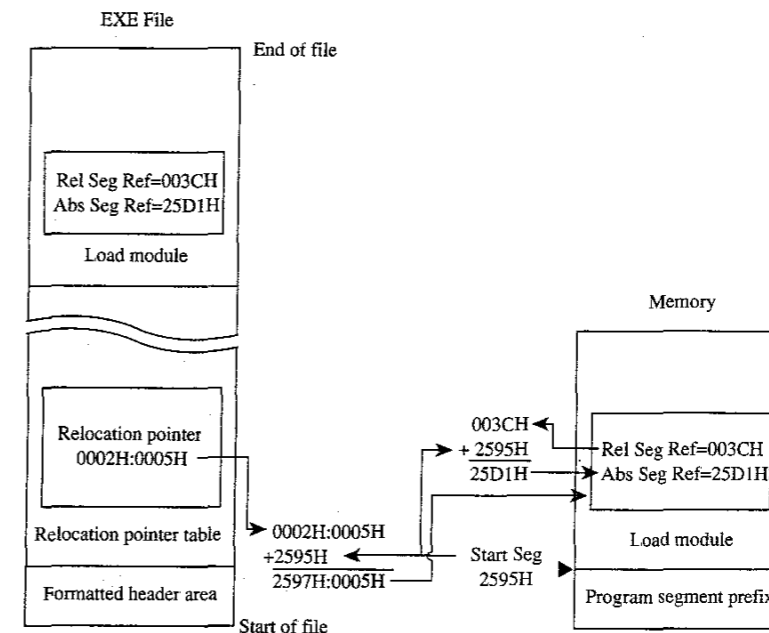 EXE File
End of file
Rel Seg Ref=003CH
Abs Seg Ref=25D1H
Load module
Relocation pointer
0002H:0005H
Relocation pointer table
Formatted header area
Start of file
0002H:0005H
+2595H
2597H:0005H
003CH
+ 2595H
25D1H
Start Seg
2595H
Memory
Rel Seg Ref=003CH
Abs Seg Ref=25D1H
Load module
Program segment prefix